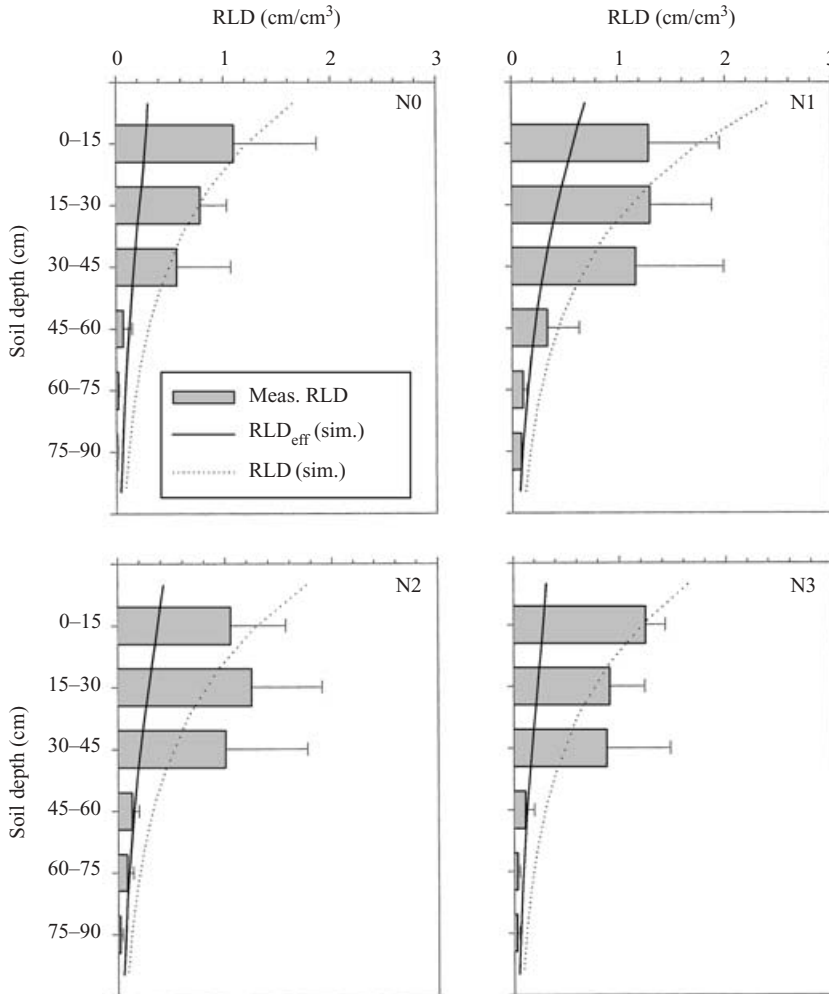 RLD (cm/cm³)
RLD (cm/cm³)
0 1 2 3
0 1 2 3
N0
N1
Soil depth (cm)
0–15
15–30
30–45
45–60
60–75
75–90
Meas. RLD
RLDeff (sim.)
RLD (sim.)
N2
N3
Soil depth (cm)
0–15
15–30
30–45
45–60
60–75
75–90